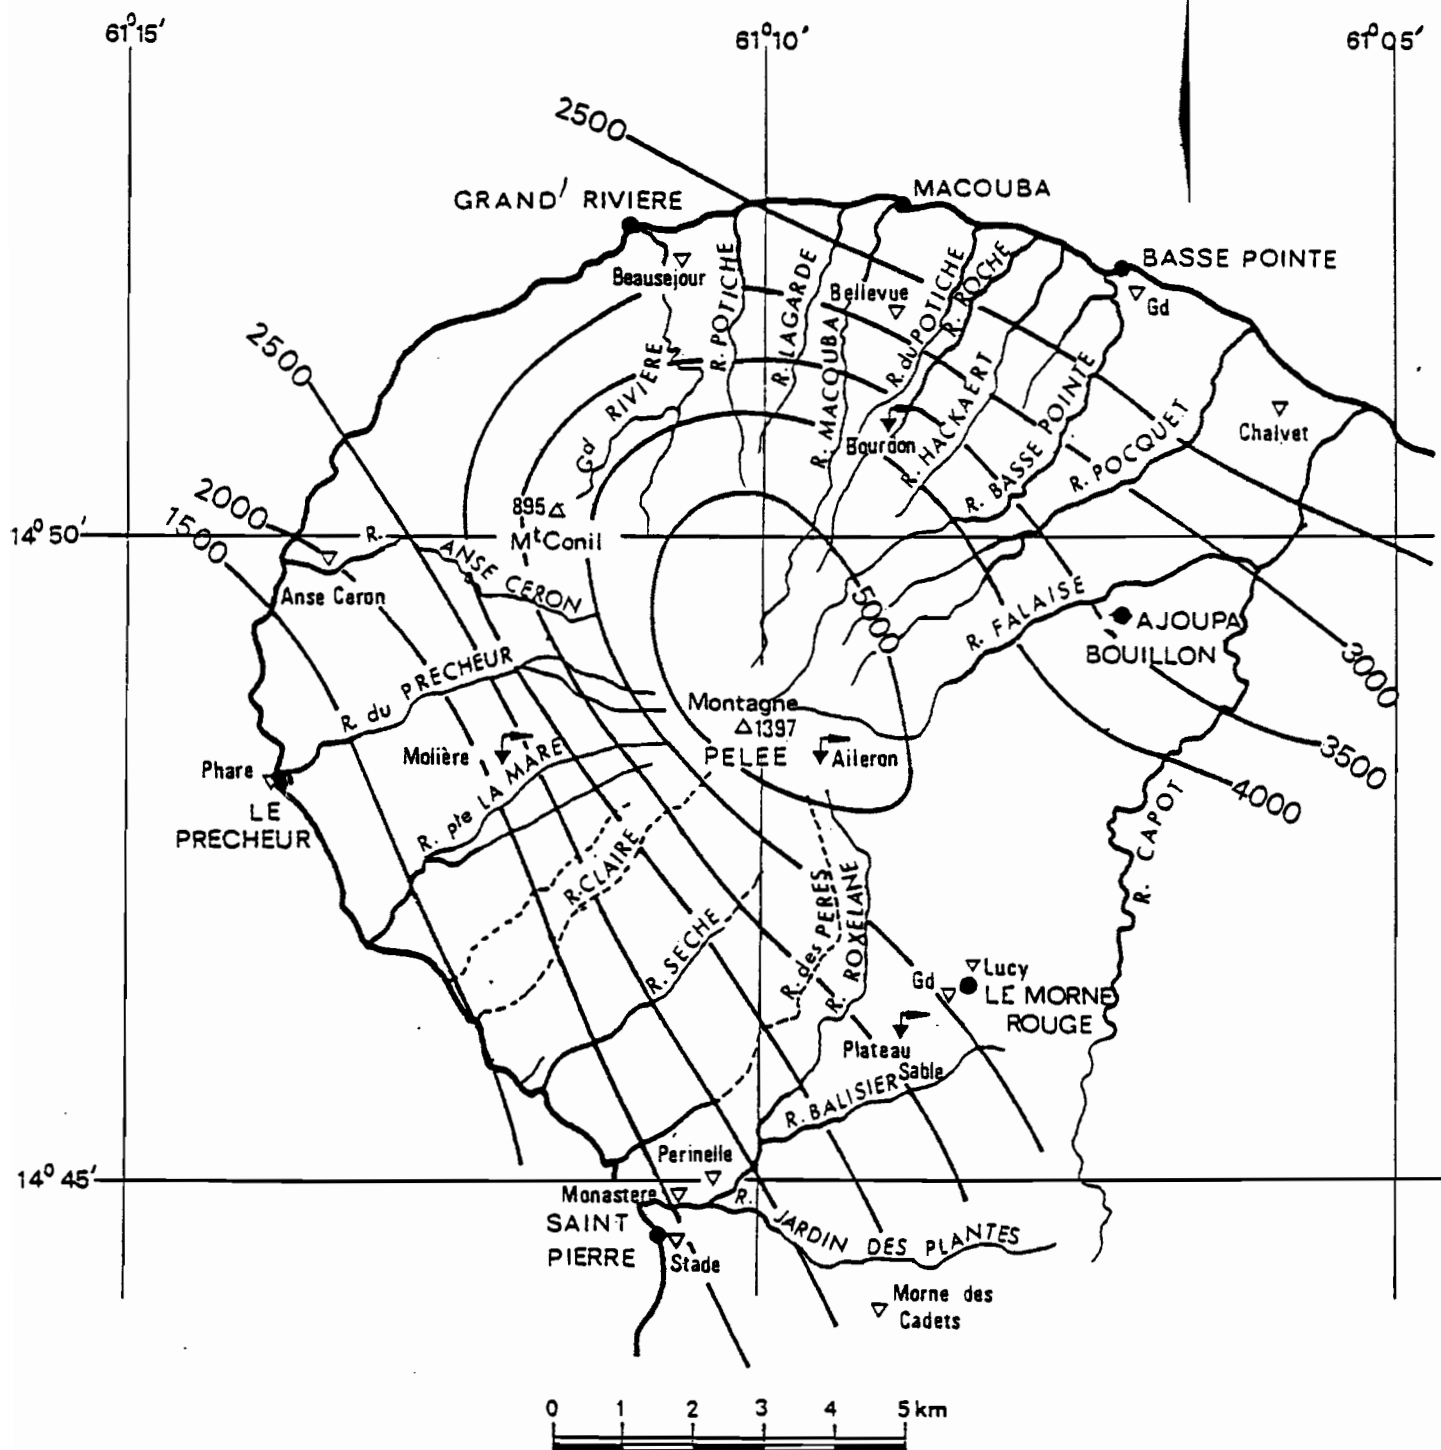 61°15'
61°10'
61°05'
2500
GRAND' RIVIERE
MACOUBA
BASSE POINTE
Beausejour
R. POTICHE
R. LAGARDE
Bellevue
R. du POTICHE
R. ROCHE
Gd
2500
Gd RIVIERE
R. MACOUBA
R. HACKAERT
R. BASSE POINTE
R. POCQUET
Chalvet
Bourdon
2000
1500
895
Mt Conil
14°50'
R. ANSE CERON
Anse Caron
5000
R. FALAISE
AJOUPA
BOUILLON
3000
R. du PRECHEUR
Montagne
1397
PELEE
Aileron
Molière
Phare
LE
PRECHEUR
R. pte LA MARE
3500
4000
R. CAPOT
R. CLAIRE
R. SECHE
R. des PERES
R. ROXELANE
Gd
Lucy
LE MORNE
ROUGE
Plateau
Sable
R. BALISIER
Perinelle
14°45'
Monastere
R. JARDIN DES PLANTES
SAINT
PIERRE
Stade
Morne des
Cadets
0 1 2 3 4 5 km